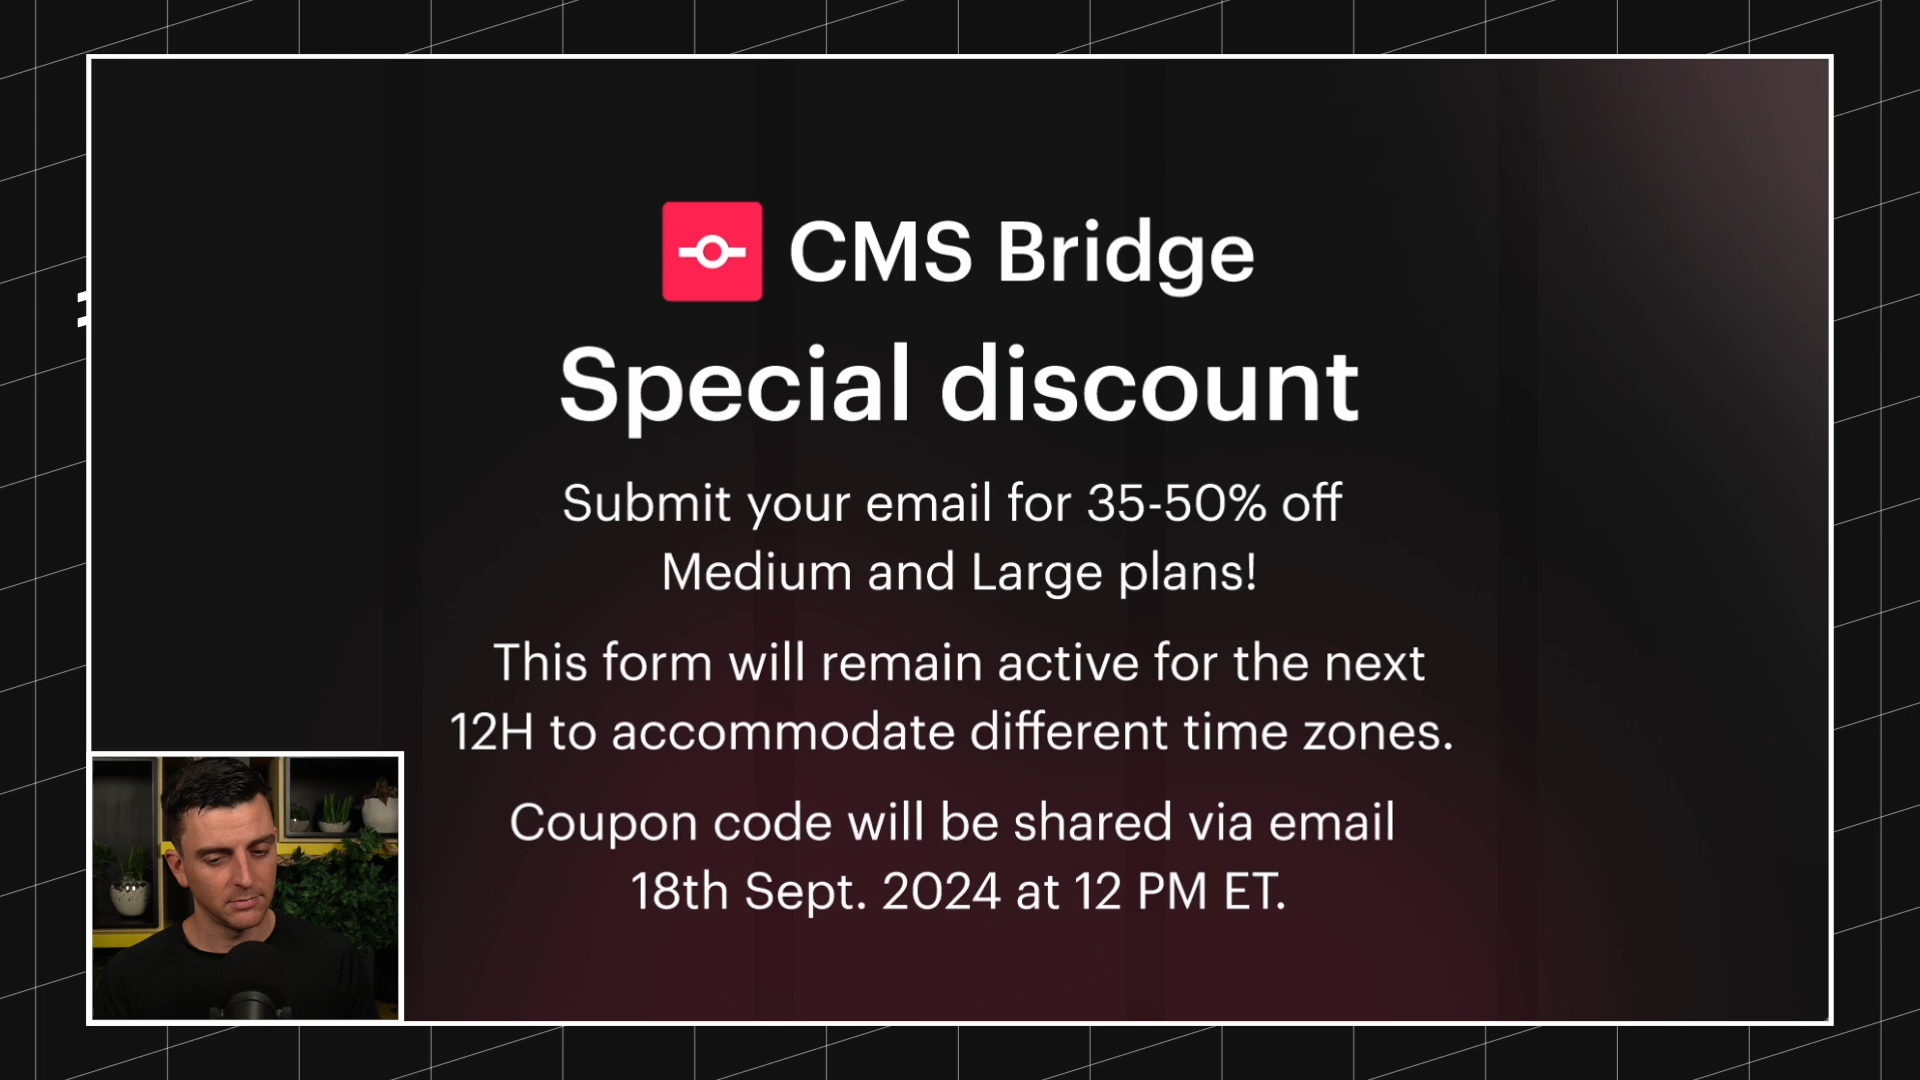 CMS Bridge
Special discount
Submit your email for 35-50% off
Medium and Large plans!
This form will remain active for the next
12H to accommodate different time zones.
Coupon code will be shared via email
18th Sept. 2024 at 12 PM ET.